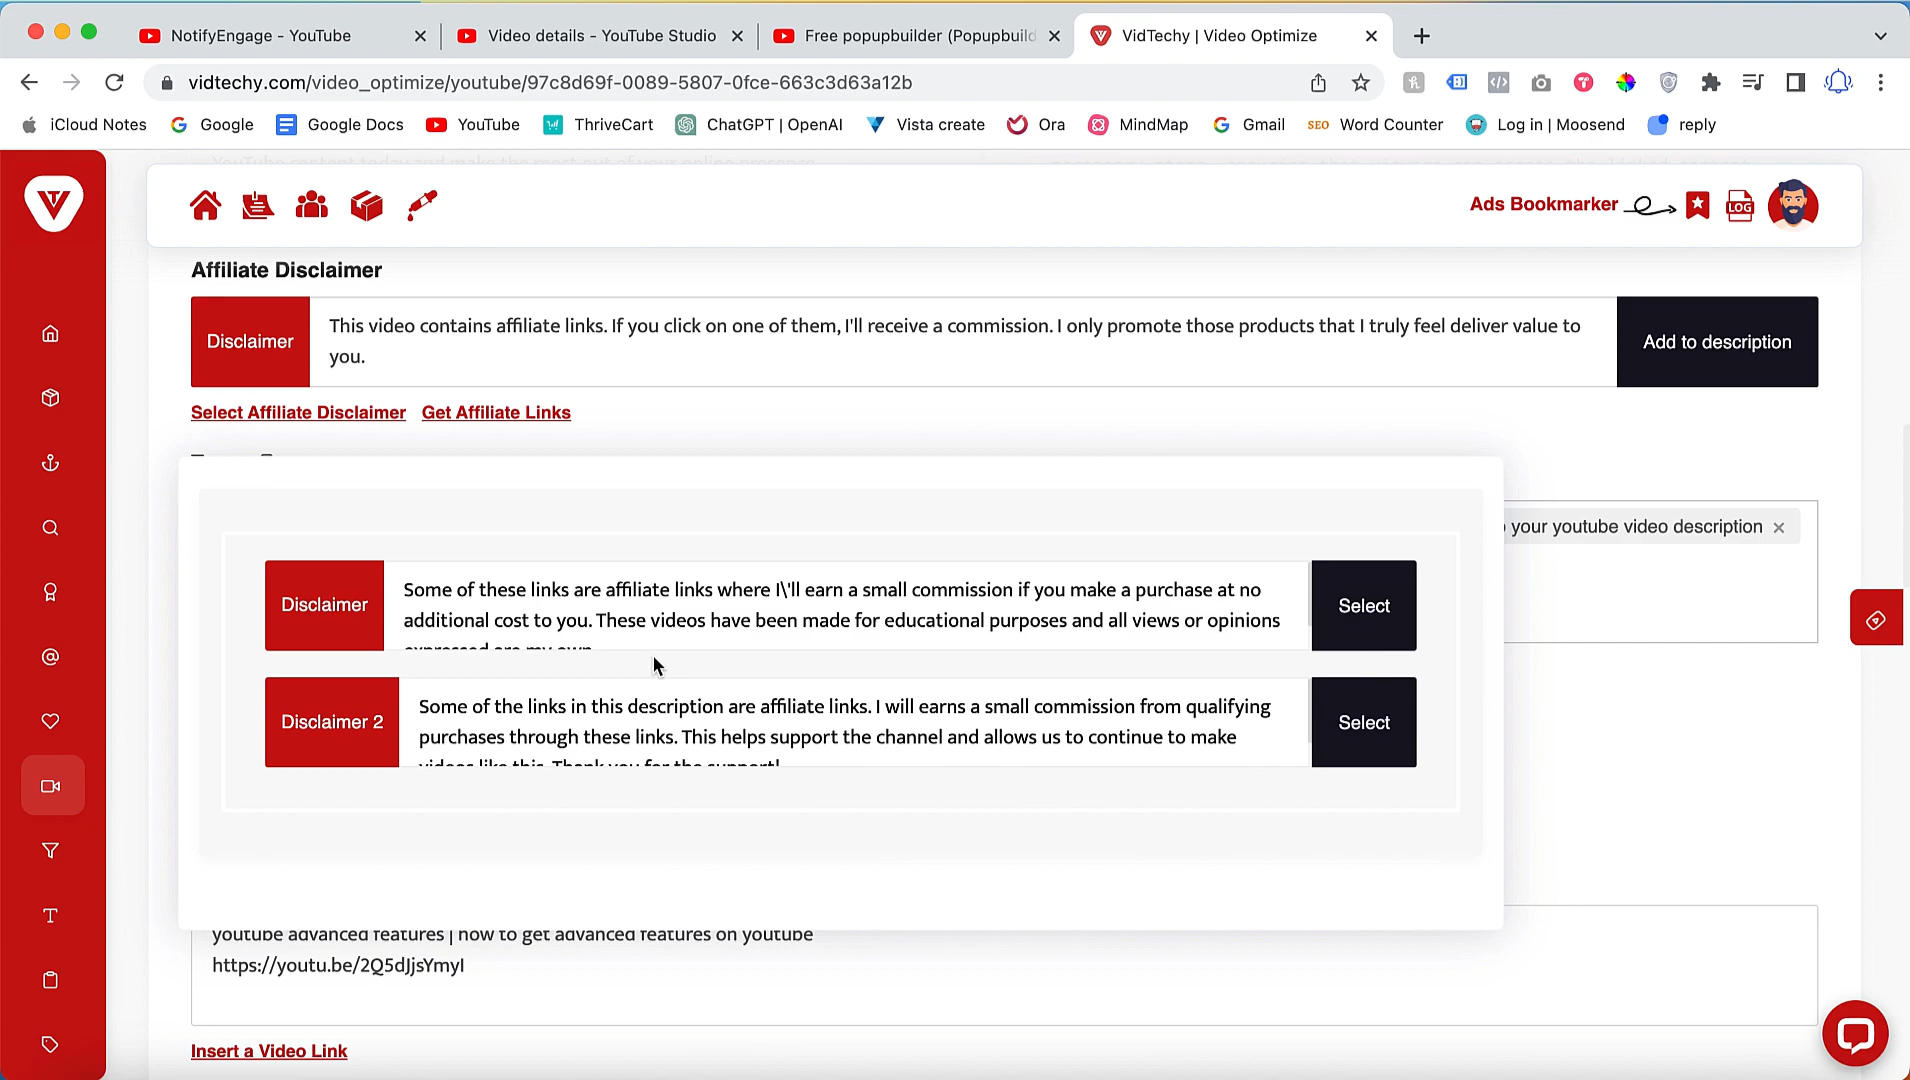 NotifyEngage - YouTube
Video details - YouTube Studio
Free popupbuilder (Popupbuild
VidTechy | Video Optimize
vidtechy.com/video_optimize/youtube/97c8d69f-0089-5807-0fce-663c3d63a12b
iCloud Notes
Google
Google Docs
YouTube
ThriveCart
ChatGPT | OpenAI
Vista create
Ora
MindMap
Gmail
SEO Word Counter
Log in | Moosend
reply
Ads Bookmarker
LOG
Affiliate Disclaimer
Disclaimer
This video contains affiliate links. If you click on one of them, I'll receive a commission. I only promote those products that I truly feel deliver value to
you.
Add to description
Select Affiliate Disclaimer Get Affiliate Links
your youtube video description
Disclaimer
Some of these links are affiliate links where I\'ll earn a small commission if you make a purchase at no
additional cost to you. These videos have been made for educational purposes and all views or opinions
expressed are my own
Select
Disclaimer 2
Some of the links in this description are affiliate links. I will earns a small commission from qualifying
purchases through these links. This helps support the channel and allows us to continue to make
videos like this. Thank you for the support!
Select
youtube advanced features | how to get advanced features on youtube
https://youtu.be/2Q5dJjsYmyI
Insert a Video Link